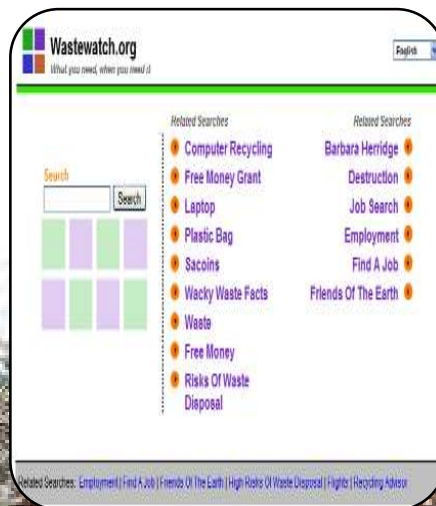 Wastewatch.org
What you need, when you need it
English
Related Searches
Related Searches
Search
Search
Computer Recycling
Free Money Grant
Laptop
Plastic Bag
Sacoins
Wacky Waste Facts
Waste
Free Money
Risks Of Waste
Disposal
Barbara Herridge
Destruction
Job Search
Employment
Find A Job
Friends Of The Earth
Related Searches: Employment | Find A Job | Friends Of The Earth | High Risks Of Waste Disposal | Flights | Recycling Advisor